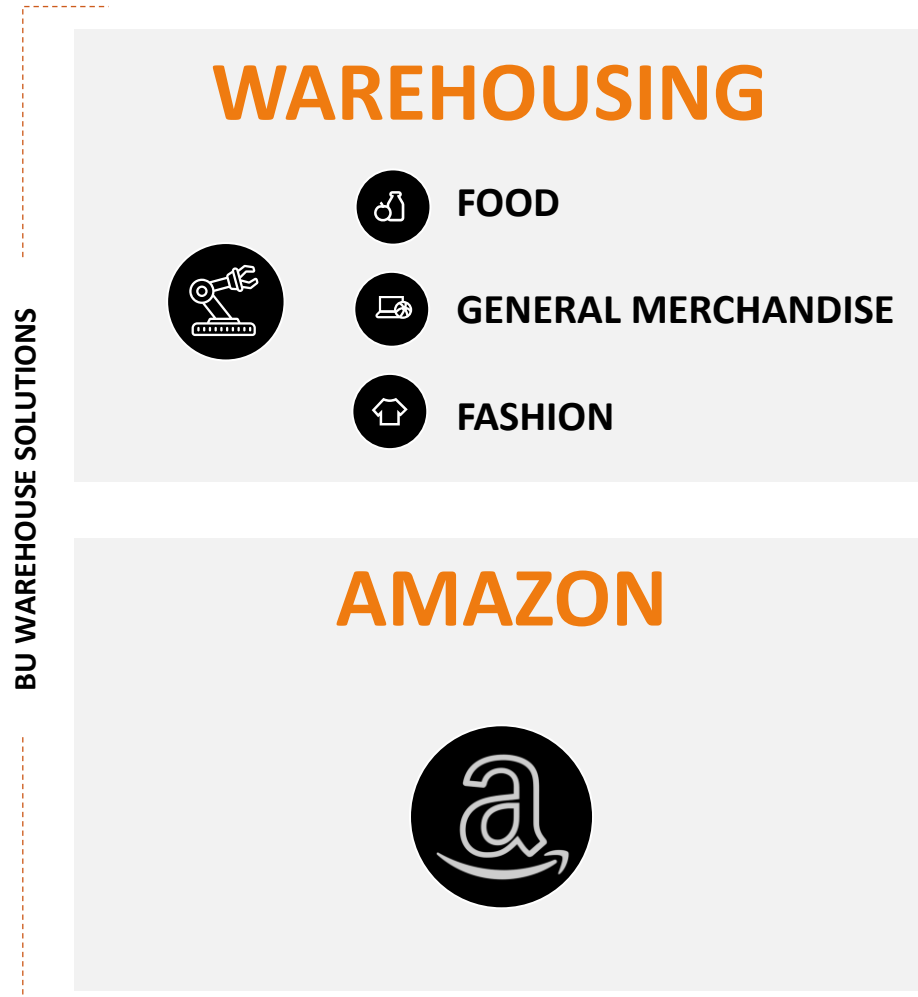 BU WAREHOUSE SOLUTIONS
WAREHOUSING
FOOD
GENERAL MERCHANDISE
FASHION
AMAZON
a